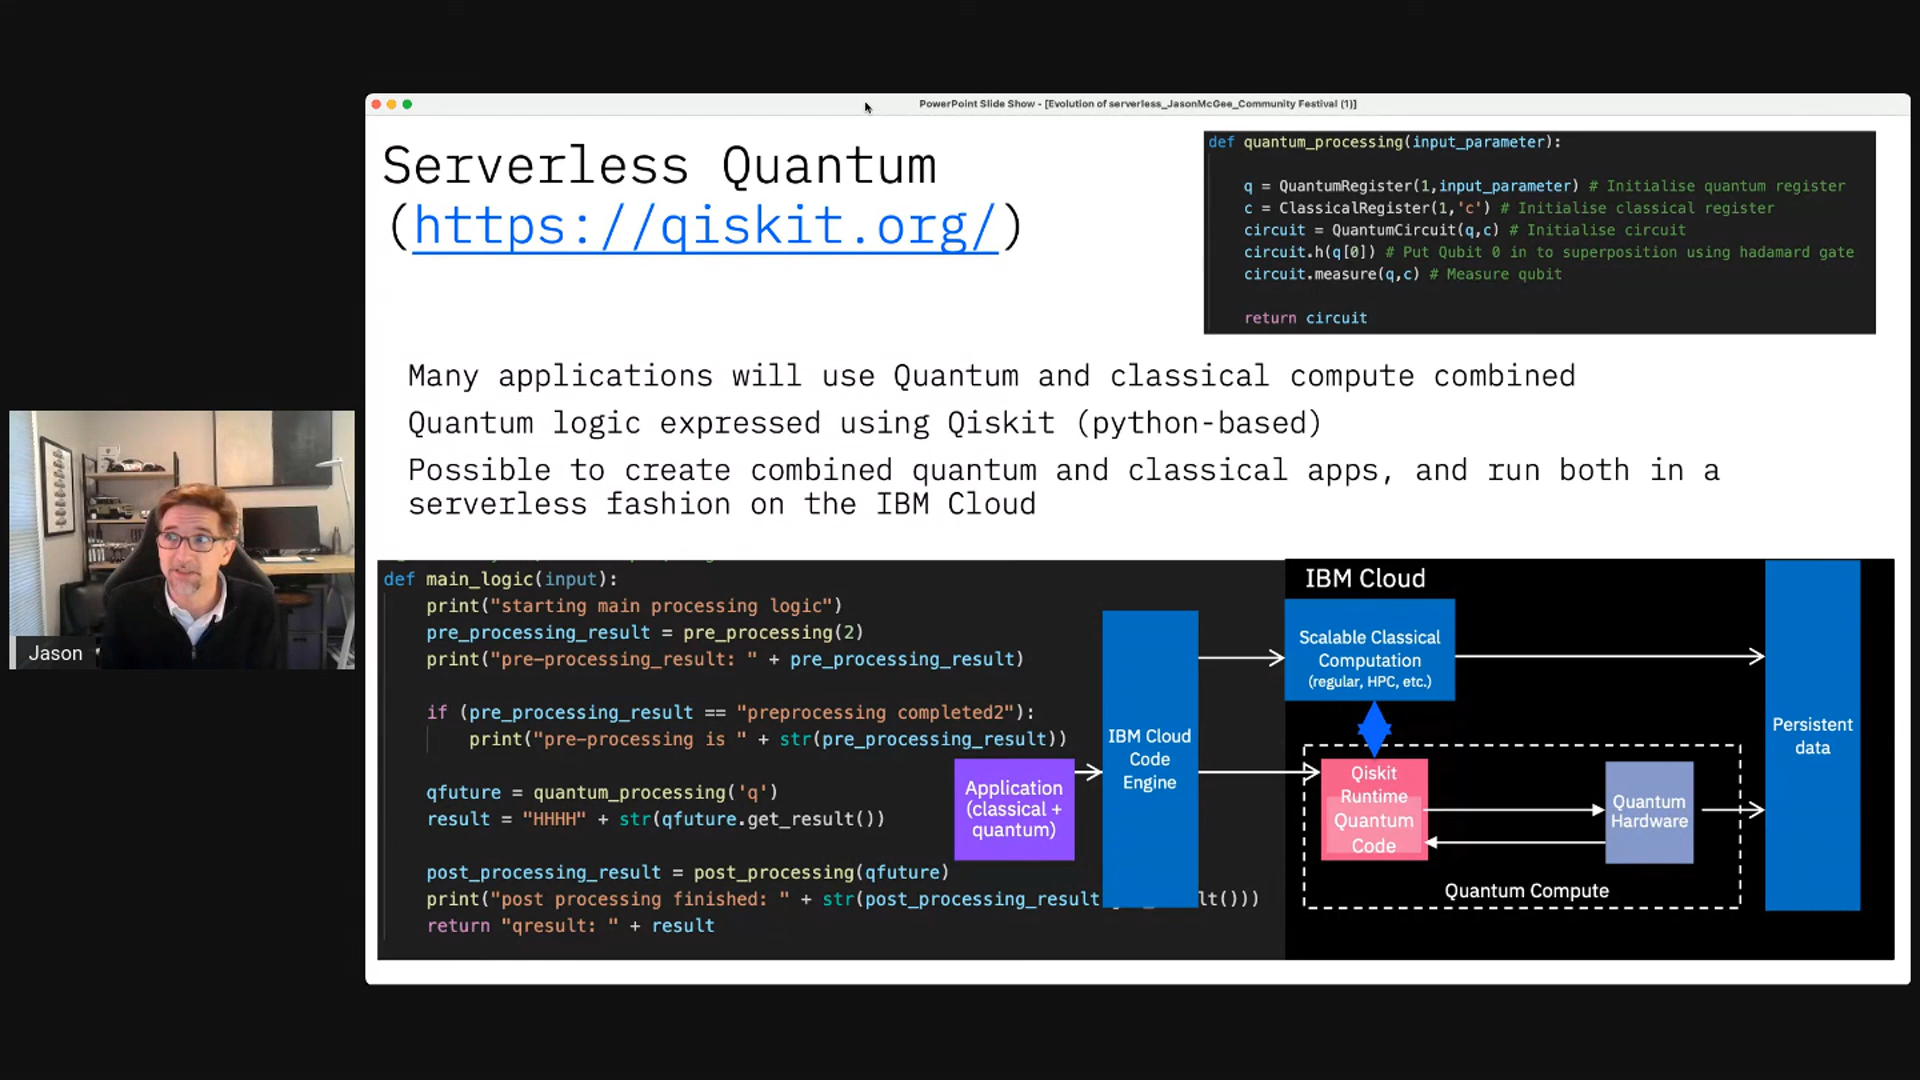 PowerPoint Slide Show - [Evolution of serverless_JasonMcGee_Community Festival (1)]
Serverless Quantum
(https://qiskit.org/)
def quantum_processing(input_parameter):
q = QuantumRegister(1,input_parameter) # Initialise quantum register
c = ClassicalRegister(1,'c') # Initialise classical register
circuit = QuantumCircuit(q,c) # Initialise circuit
circuit.h(q[0]) # Put Qubit 0 in to superposition using hadamard gate
circuit.measure(q,c) # Measure qubit
return circuit
Many applications will use Quantum and classical compute combined
Quantum logic expressed using Qiskit (python-based)
Possible to create combined quantum and classical apps, and run both in a
serverless fashion on the IBM Cloud
Jason
def main_logic(input):
print("starting main processing logic")
pre_processing_result = pre_processing(2)
print("pre-processing_result: " + pre_processing_result)
if (pre_processing_result == "preprocessing completed2"):
print("pre-processing is " + str(pre_processing_result))
qfuture = quantum_processing('q')
result = "HHHH" + str(qfuture.get_result())
post_processing_result = post_processing(qfuture)
print("post processing finished: " + str(post_processing_result lt()))
return "qresult: " + result
Application
(classical +
quantum)
IBM Cloud
Code
Engine
IBM Cloud
Scalable Classical
Computation
(regular, HPC, etc.)
Qiskit
Runtime
Quantum
Code
Quantum
Hardware
Quantum Compute
Persistent
data